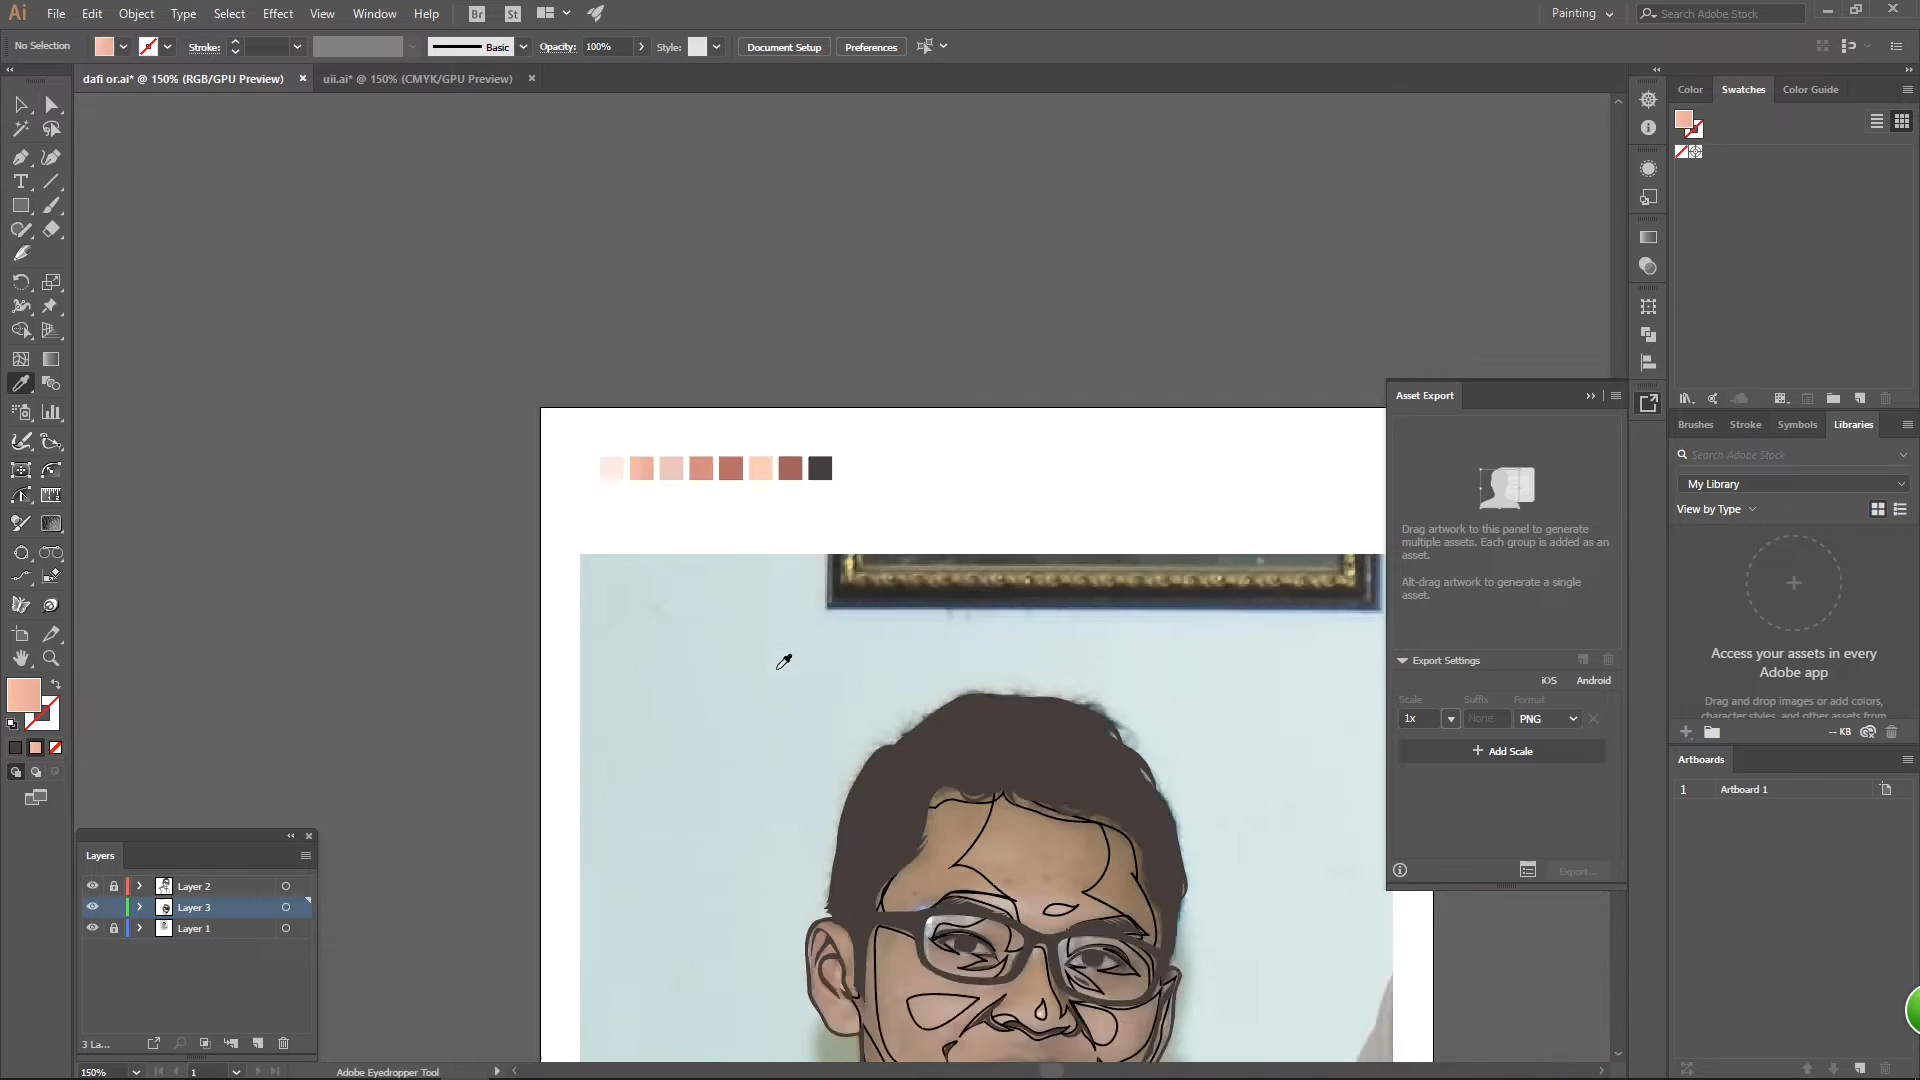 Ai File Edit Object Type Select Effect View Window Help Br St Painting Search Adobe Stock
No Selection Stroke: Basic Opacity: 100% Style: Document Setup Preferences
dafi or.ai* @ 150% (RGB/GPU Preview) × uii.ai* @ 150% (CMYK/GPU Preview) ×
Color Swatches Color Guide
Asset Export
Drag artwork to this panel to generate
multiple assets. Each group is added as an
asset.
Alt-drag artwork to generate a single
asset.
Export Settings
iOS Android
Scale Suffix Format
1x None PNG
+ Add Scale
Export...
Brushes Stroke Symbols Libraries
Search Adobe Stock
My Library
View by Type
Access your assets in every
Adobe app
Drag and drop images or add colors,
character styles, and other assets from
-- KB
Artboards
1 Artboard 1
Layers
Layer 2
Layer 3
Layer 1
3 La...
150% 1 Adobe Eyedropper Tool